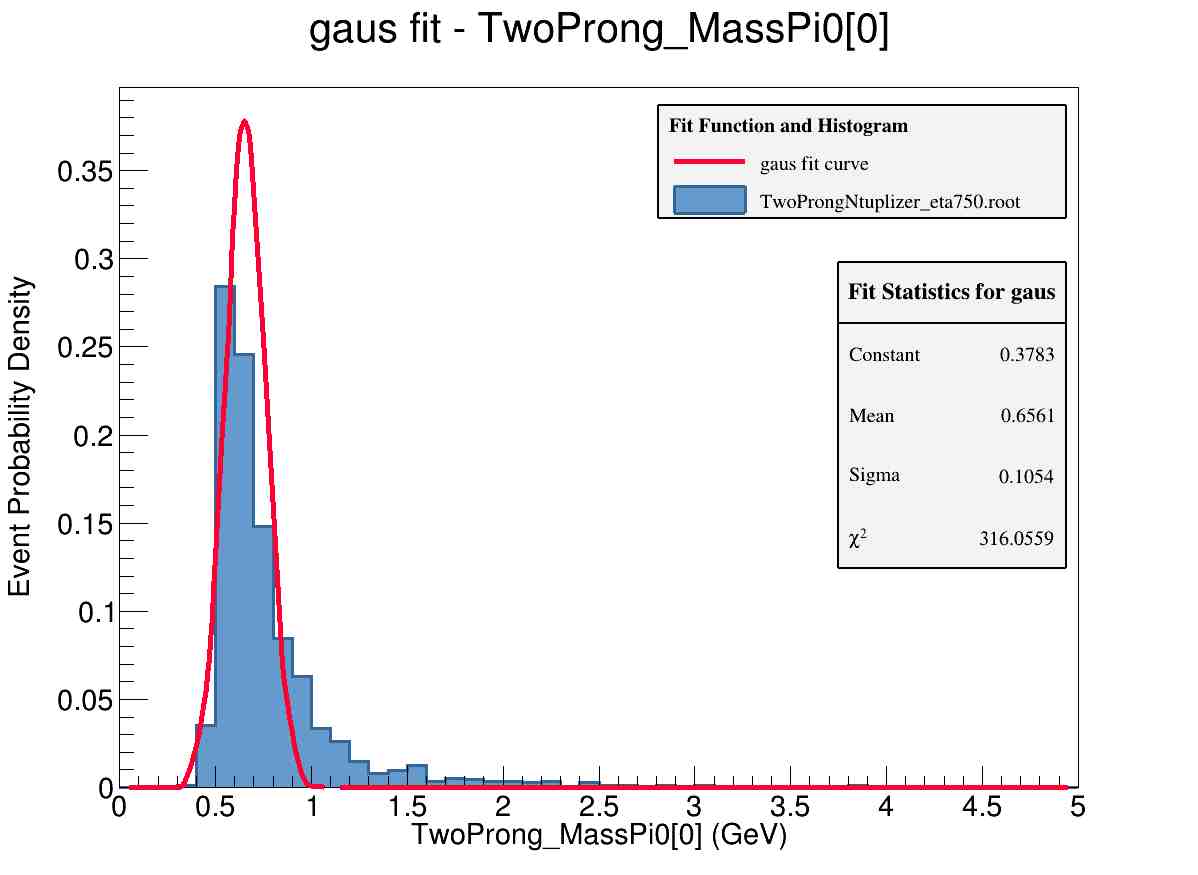 gaus fit - TwoProng_MassPi0[0]
Fit Function and Histogram
gaus fit curve
TwoProngNtuplizer_eta750.root
Fit Statistics for gaus
Constant 0.3783
Mean 0.6561
Sigma 0.1054
χ² 316.0559
Event Probability Density
0.35
0.3
0.25
0.2
0.15
0.1
0.05
0
0 0.5 1 1.5 2 2.5 3 3.5 4 4.5 5
TwoProng_MassPi0[0] (GeV)